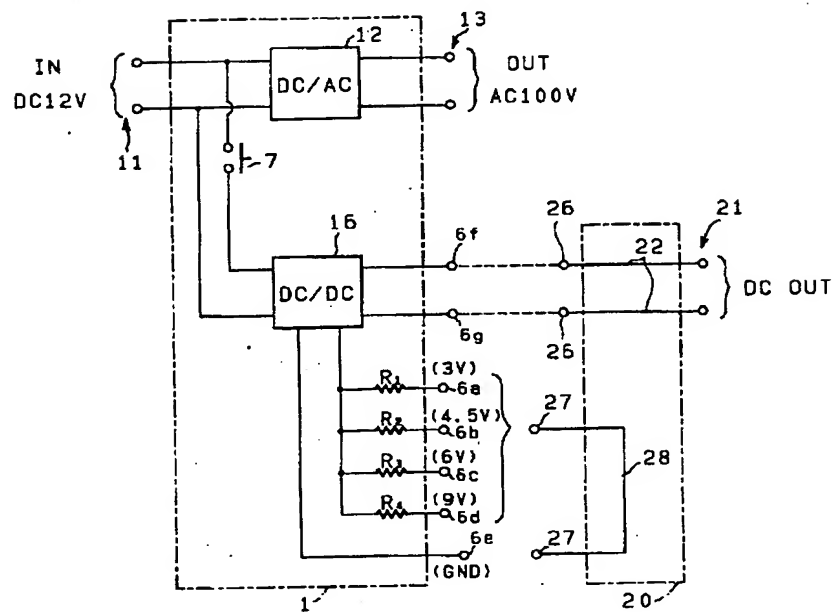 12
13
IN
DC12V
DC/AC
OUT
AC100V
11
7
16
6f
26
21
22
DC/DC
DC OUT
6g
26
R1
(3V)
6a
27
R2
(4.5V)
6b
R3
(6V)
6c
28
R4
(9V)
6d
6e
27
(GND)
1
20